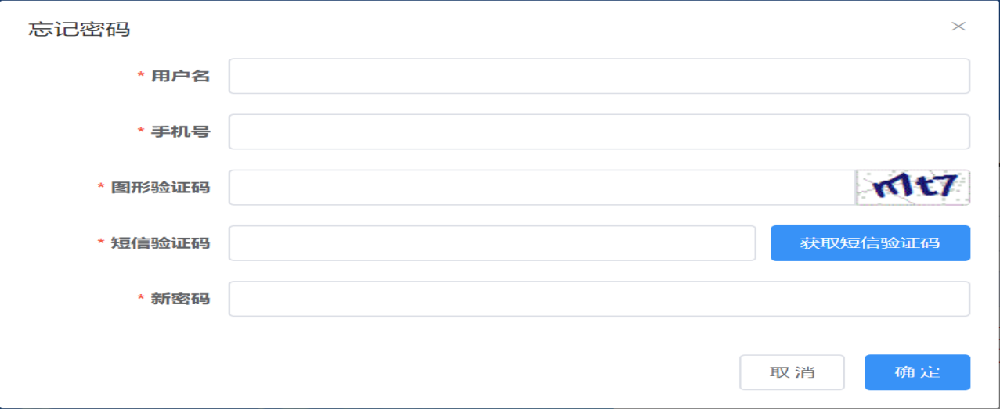 忘记密码
* 用户名
* 手机号
* 图形验证码
* 短信验证码 获取短信验证码
* 新密码
取 消 确 定